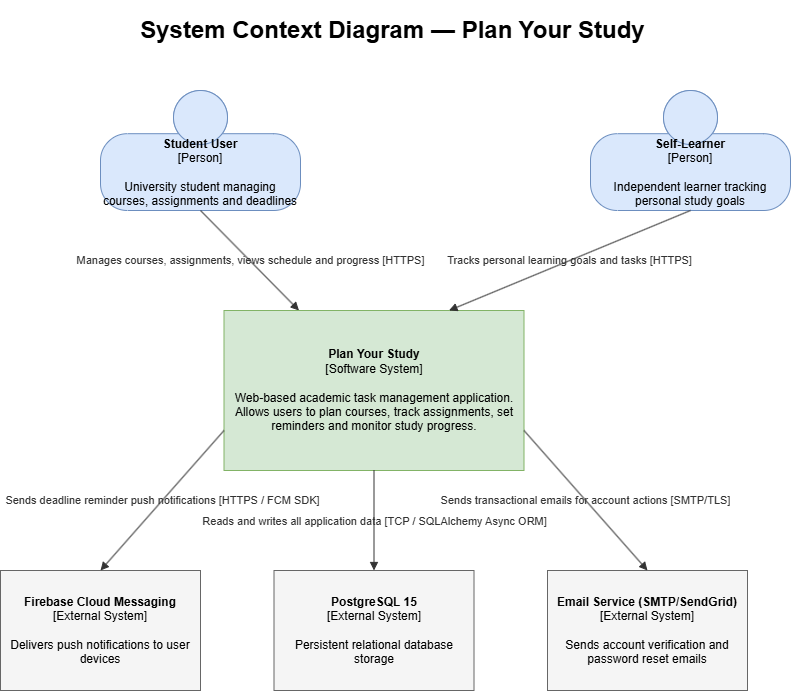 System Context Diagram — Plan Your Study
Student User
[Person]
University student managing
courses, assignments and deadlines
Self-Learner
[Person]
Independent learner tracking
personal study goals
Manages courses, assignments, views schedule and progress [HTTPS]
Tracks personal learning goals and tasks [HTTPS]
Plan Your Study
[Software System]
Web-based academic task management application.
Allows users to plan courses, track assignments, set
reminders and monitor study progress.
Sends deadline reminder push notifications [HTTPS / FCM SDK]
Sends transactional emails for account actions [SMTP/TLS]
Reads and writes all application data [TCP / SQLAlchemy Async ORM]
Firebase Cloud Messaging
[External System]
Delivers push notifications to user
devices
PostgreSQL 15
[External System]
Persistent relational database
storage
Email Service (SMTP/SendGrid)
[External System]
Sends account verification and
password reset emails